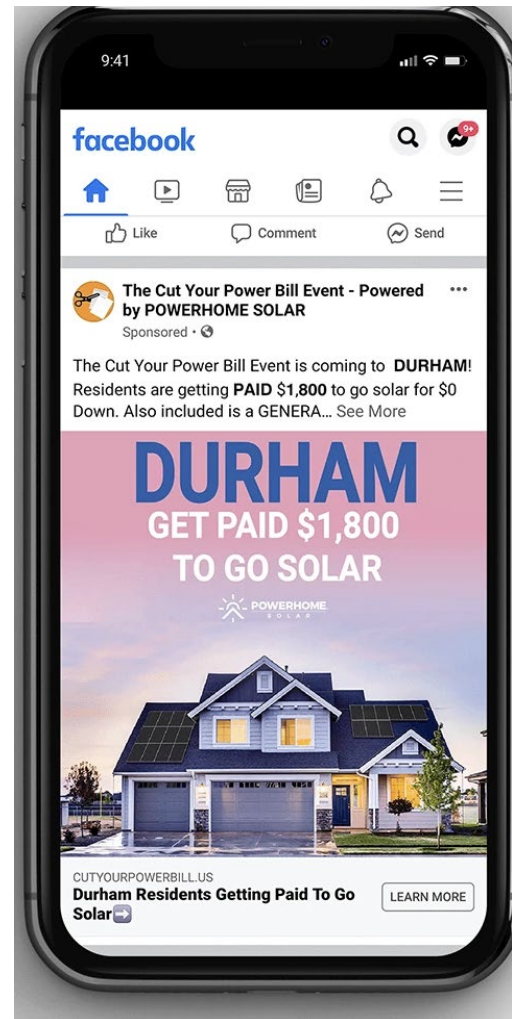 9:41
facebook
9+
Like
Comment
Send
The Cut Your Power Bill Event - Powered
by POWERHOME SOLAR
Sponsored •
The Cut Your Power Bill Event is coming to DURHAM!
Residents are getting PAID $1,800 to go solar for $0
Down. Also included is a GENERA... See More
DURHAM
GET PAID $1,800
TO GO SOLAR
POWERHOME
SOLAR
CUTYOURPOWERBILL.US
Durham Residents Getting Paid To Go
Solar➡
LEARN MORE